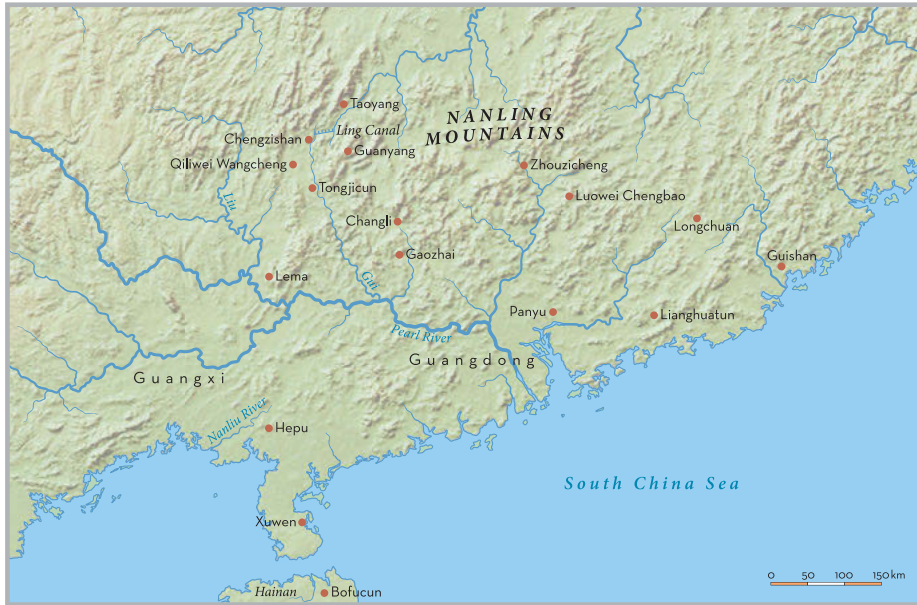 Taoyang
NANLING
MOUNTAINS
Ling Canal
Chengzishan
Guanyang
Qiliwei Wangcheng
Zhouzicheng
Tongjicun
Liu
Luowei Chengbao
Changli
Longchuan
Gaozhai
Guishan
Lema
Gui
Panyu
Lianghuatun
Pearl River
Guangdong
Guangxi
Nanliu River
Hepu
South China Sea
Xuwen
0 50 100 150 km
Hainan
Bofucun